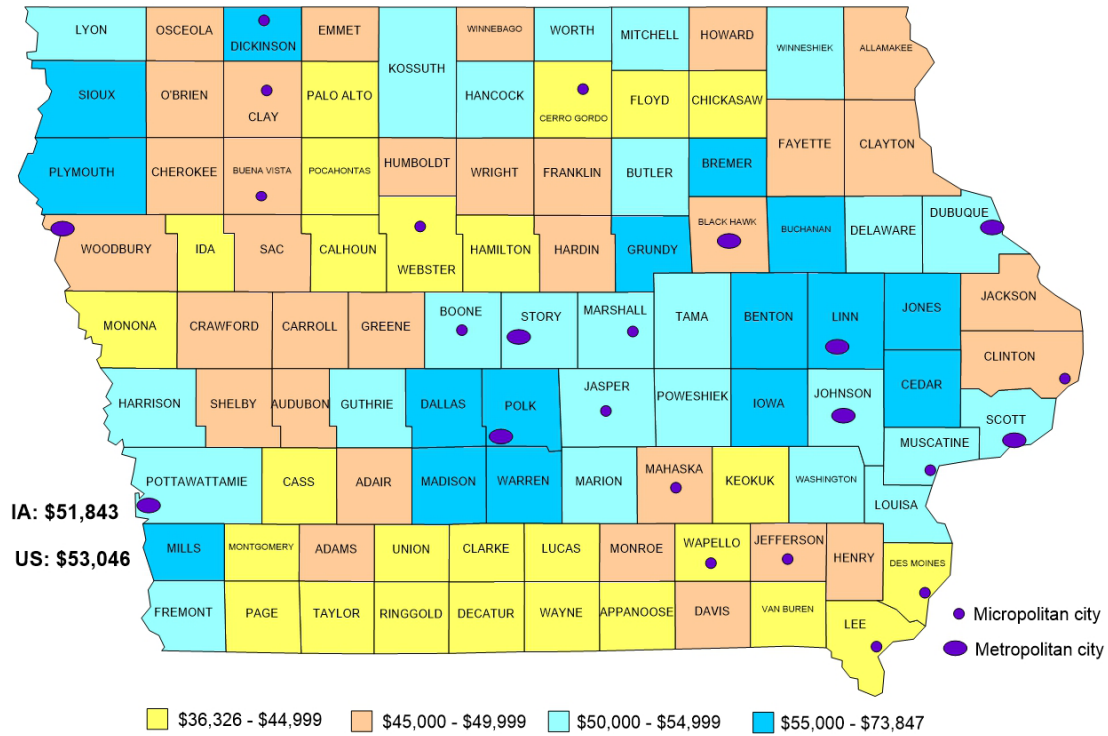 LYON OSCEOLA DICKINSON EMMET KOSSUTH WINNEBAGO WORTH MITCHELL HOWARD WINNESHIEK ALLAMAKEE
SIOUX O'BRIEN CLAY PALO ALTO HANCOCK CERRO GORDO FLOYD CHICKASAW
PLYMOUTH CHEROKEE BUENA VISTA POCAHONTAS HUMBOLDT WRIGHT FRANKLIN BUTLER BREMER FAYETTE CLAYTON
WOODBURY IDA SAC CALHOUN WEBSTER HAMILTON HARDIN GRUNDY BLACK HAWK BUCHANAN DELAWARE DUBUQUE
MONONA CRAWFORD CARROLL GREENE BOONE STORY MARSHALL TAMA BENTON LINN JONES JACKSON
HARRISON SHELBY AUDUBON GUTHRIE DALLAS POLK JASPER POWESHIEK IOWA JOHNSON CEDAR CLINTON
SCOTT
MUSCATINE
POTTAWATTAMIE CASS ADAIR MADISON WARREN MARION MAHASKA KEOKUK WASHINGTON LOUISA
IA: $51,843
US: $53,046
MILLS MONTGOMERY ADAMS UNION CLARKE LUCAS MONROE WAPELLO JEFFERSON HENRY DES MOINES
FREMONT PAGE TAYLOR RINGGOLD DECATUR WAYNE APPANOOSE DAVIS VAN BUREN LEE
Micropolitan city
Metropolitan city
$36,326 - $44,999 $45,000 - $49,999 $50,000 - $54,999 $55,000 - $73,847